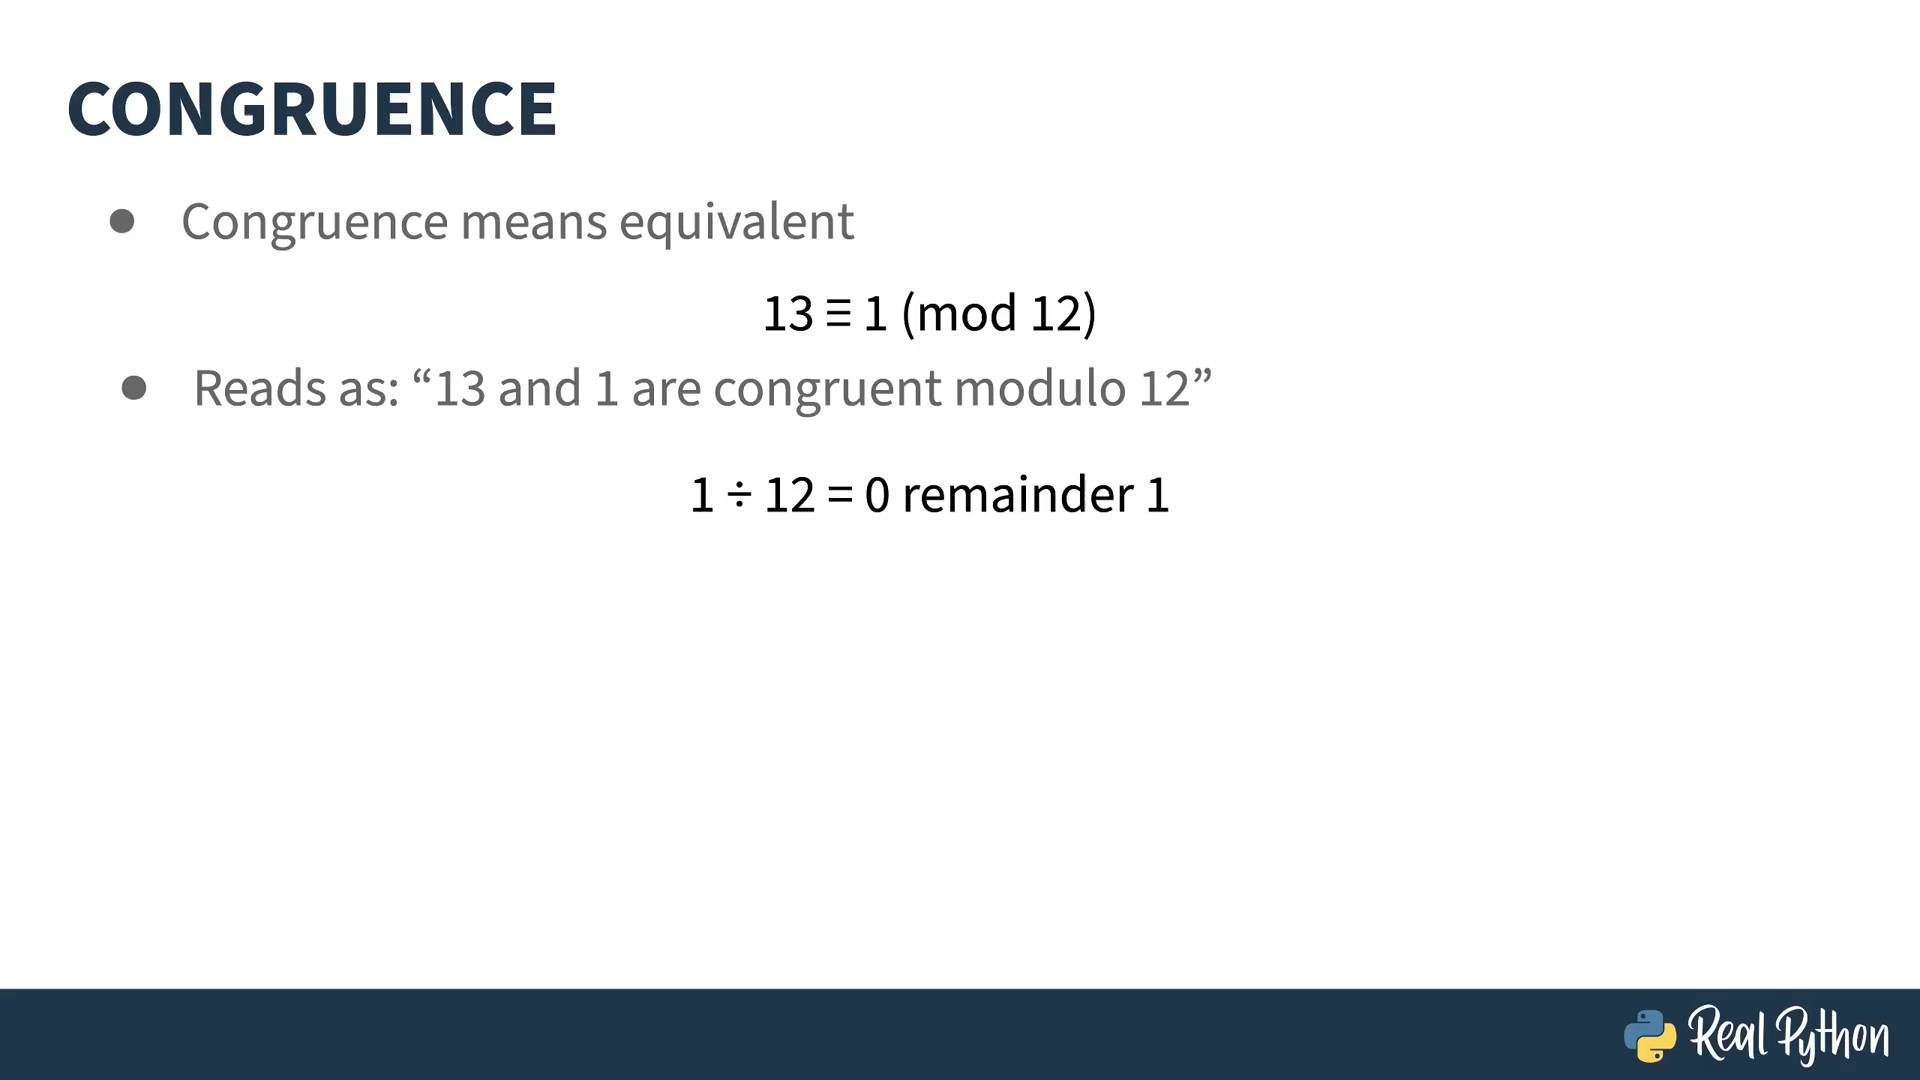 CONGRUENCE
● Congruence means equivalent
13 ≡ 1 (mod 12)
● Reads as: “13 and 1 are congruent modulo 12”
1 ÷ 12 = 0 remainder 1
Real Python